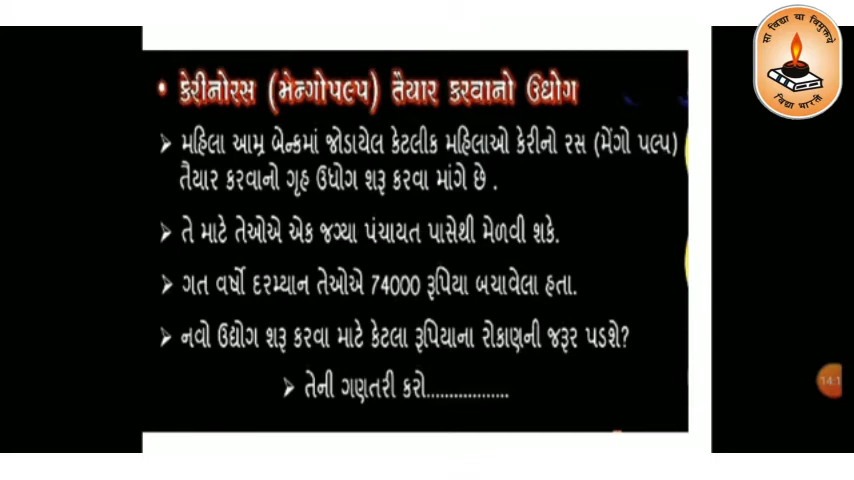 सा विद्या या विमुक्तये
विद्या भारती
• કેરીનોરસ (મેન્ગોપલ્પ) તૈયાર કરવાનો ઉદ્યોગ
➢ મહિલા આમ્ર બેન્કમાં જોડાયેલ કેટલીક મહિલાઓ કેરીનો રસ (મેંગો પલ્પ)
તૈયાર કરવાનો ગૃહ ઉદ્યોગ શરૂ કરવા માંગે છે .
➢ તે માટે તેઓએ એક જગ્યા પંચાયત પાસેથી મેળવી શકે.
➢ ગત વર્ષો દરમ્યાન તેઓએ 74000 રૂપિયા બચાવેલા હતા.
➢ નવો ઉદ્યોગ શરૂ કરવા માટે કેટલા રૂપિયાના રોકાણની જરૂર પડશે?
➢ તેની ગણતરી કરો..................